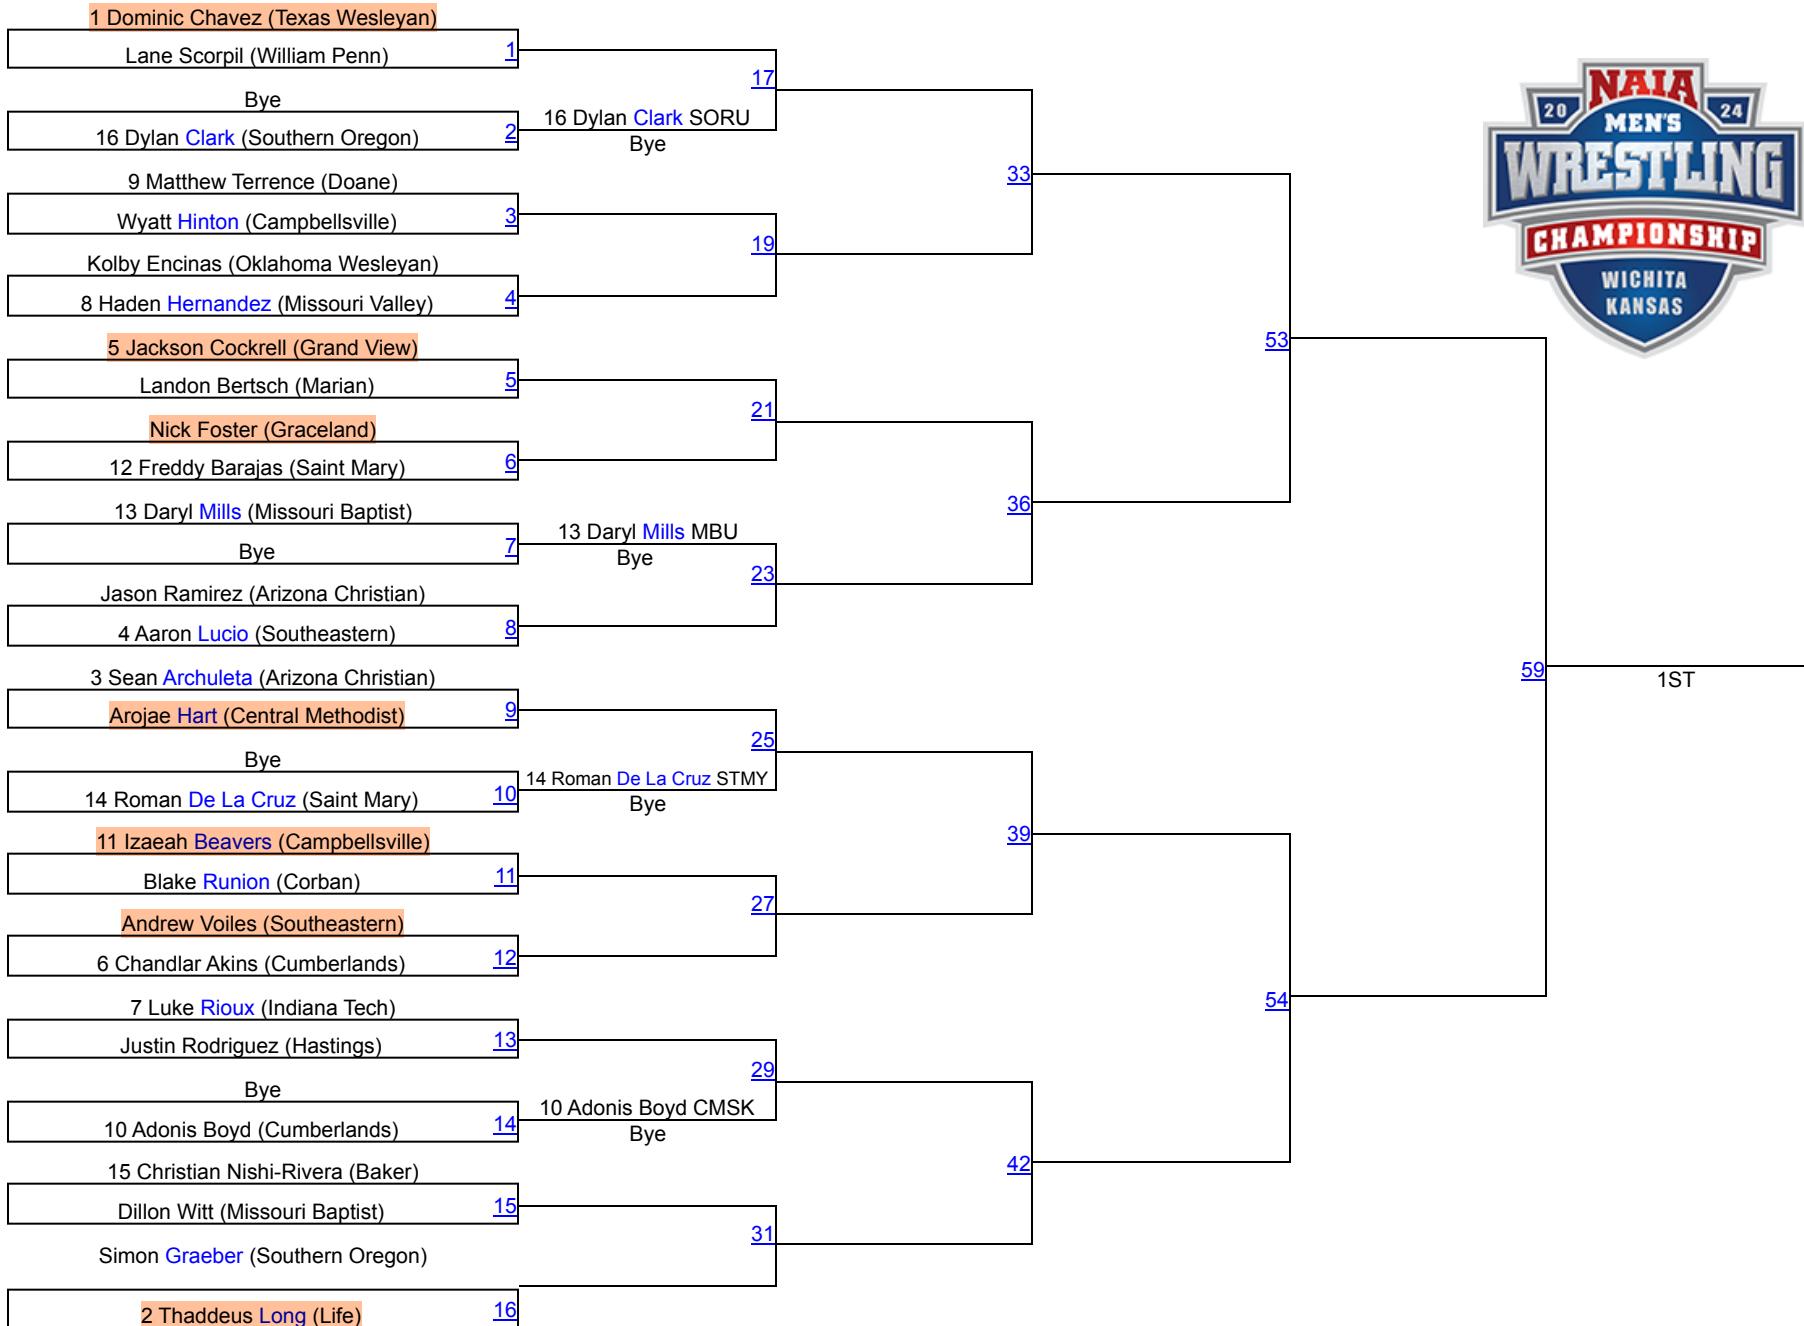 1 Dominic Chavez (Texas Wesleyan)
Lane Scorpil (William Penn)
1
17
Bye
16 Dylan Clark (Southern Oregon)
2
16 Dylan Clark SORU
Bye
9 Matthew Terrence (Doane)
Wyatt Hinton (Campbellsville)
3
33
19
Kolby Encinas (Oklahoma Wesleyan)
8 Haden Hernandez (Missouri Valley)
4
5 Jackson Cockrell (Grand View)
Landon Bertsch (Marian)
5
53
21
Nick Foster (Graceland)
12 Freddy Barajas (Saint Mary)
6
13 Daryl Mills (Missouri Baptist)
Bye
7
13 Daryl Mills MBU
Bye
36
23
Jason Ramirez (Arizona Christian)
4 Aaron Lucio (Southeastern)
8
3 Sean Archuleta (Arizona Christian)
Arojae Hart (Central Methodist)
9
59
1ST
25
Bye
14 Roman De La Cruz (Saint Mary)
10
14 Roman De La Cruz STMY
Bye
11 Izaeah Beavers (Campbellsville)
Blake Runion (Corban)
11
39
27
Andrew Voiles (Southeastern)
6 Chandlar Akins (Cumberlands)
12
7 Luke Rioux (Indiana Tech)
Justin Rodriguez (Hastings)
13
54
29
Bye
10 Adonis Boyd (Cumberlands)
14
10 Adonis Boyd CMSK
Bye
15 Christian Nishi-Rivera (Baker)
Dillon Witt (Missouri Baptist)
15
42
31
Simon Graeber (Southern Oregon)
2 Thaddeus Long (Life)
16
NAIA
20 24
MEN'S
WRESTLING
CHAMPIONSHIP
WICHITA
KANSAS